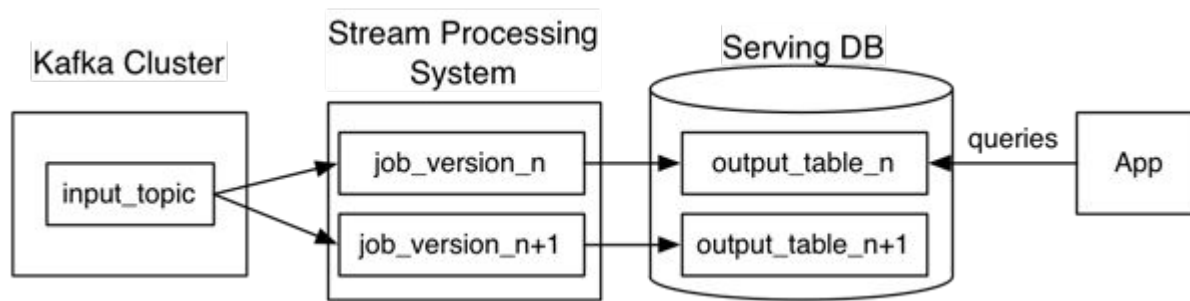 Kafka Cluster
Stream Processing
System
Serving DB
input_topic
job_version_n
job_version_n+1
output_table_n
output_table_n+1
queries
App